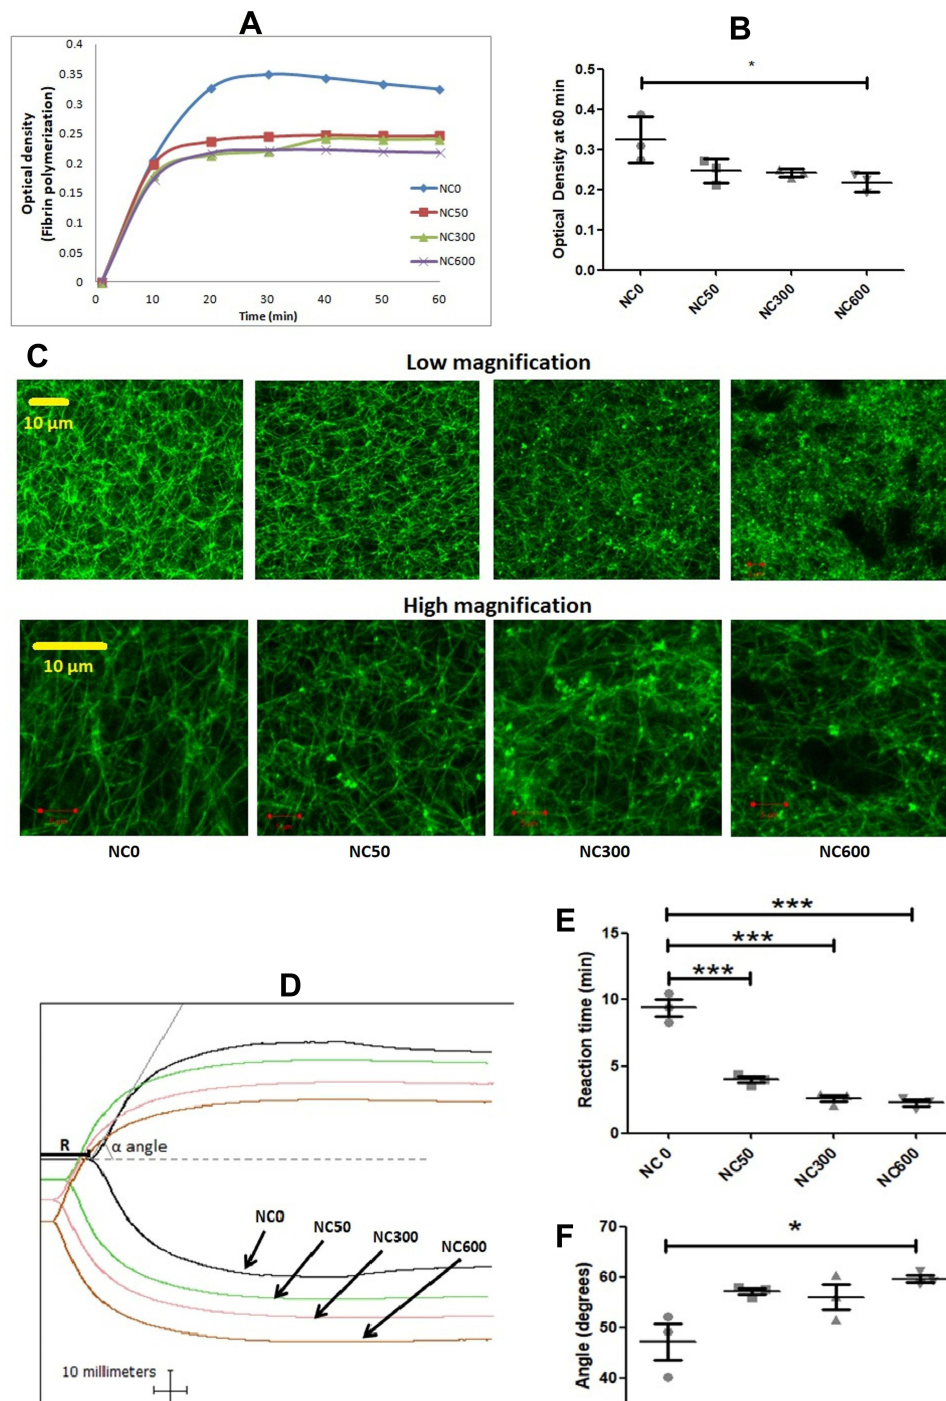 A
Optical density
(Fibrin polymerization)
0.4
0.35
0.3
0.25
0.2
0.15
0.1
0.05
0
0 10 20 30 40 50 60
Time (min)
NC0
NC50
NC300
NC600
B
*
Optical Density at 60 min
0.5
0.4
0.3
0.2
0.1
0.0
NC0 NC50 NC300 NC600
C
Low magnification
10 µm
High magnification
10 µm
NC0 NC50 NC300 NC600
D
R
α angle
NC0
NC50
NC300
NC600
10 millimeters
E
***
***
***
Reaction time (min)
15
10
5
0
NC 0 NC50 NC300 NC600
F
*
Angle (degrees)
70
60
50
40